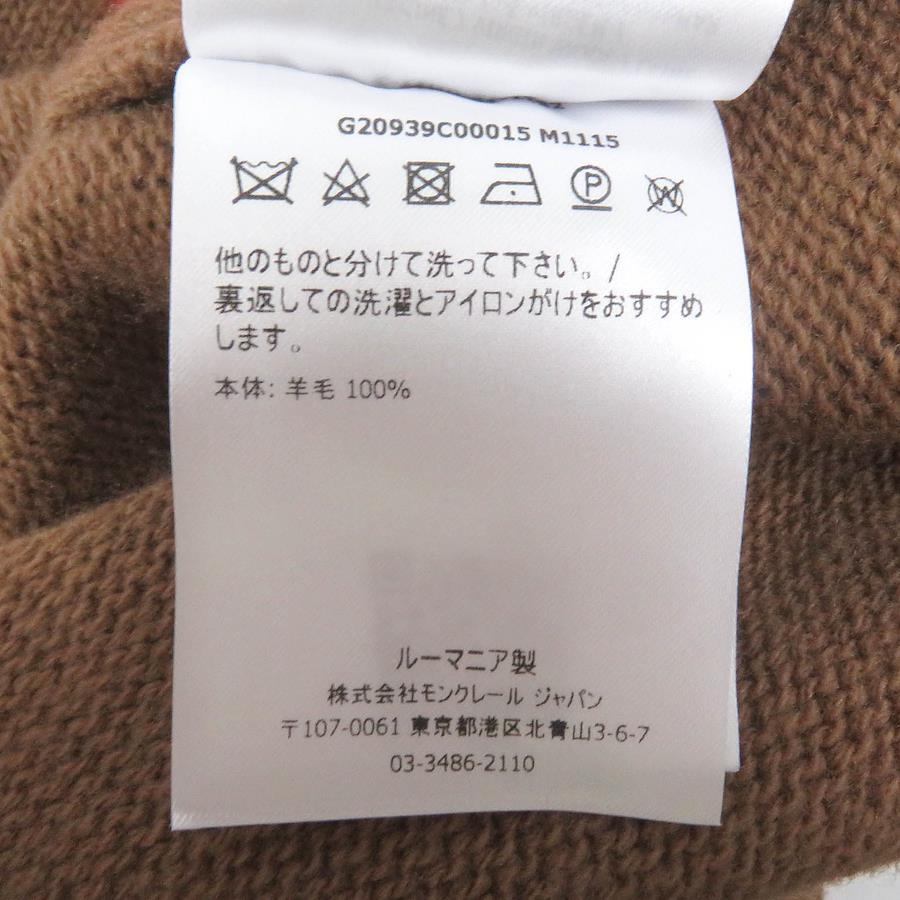 G20939C00015 M1115
P
W
他のものと分けて洗って下さい。/
裏返しての洗濯とアイロンがけをおすすめ
します。
本体: 羊毛 100%
ルーマニア製
株式会社モンクレール ジャパン
〒107-0061 東京都港区北青山3-6-7
03-3486-2110